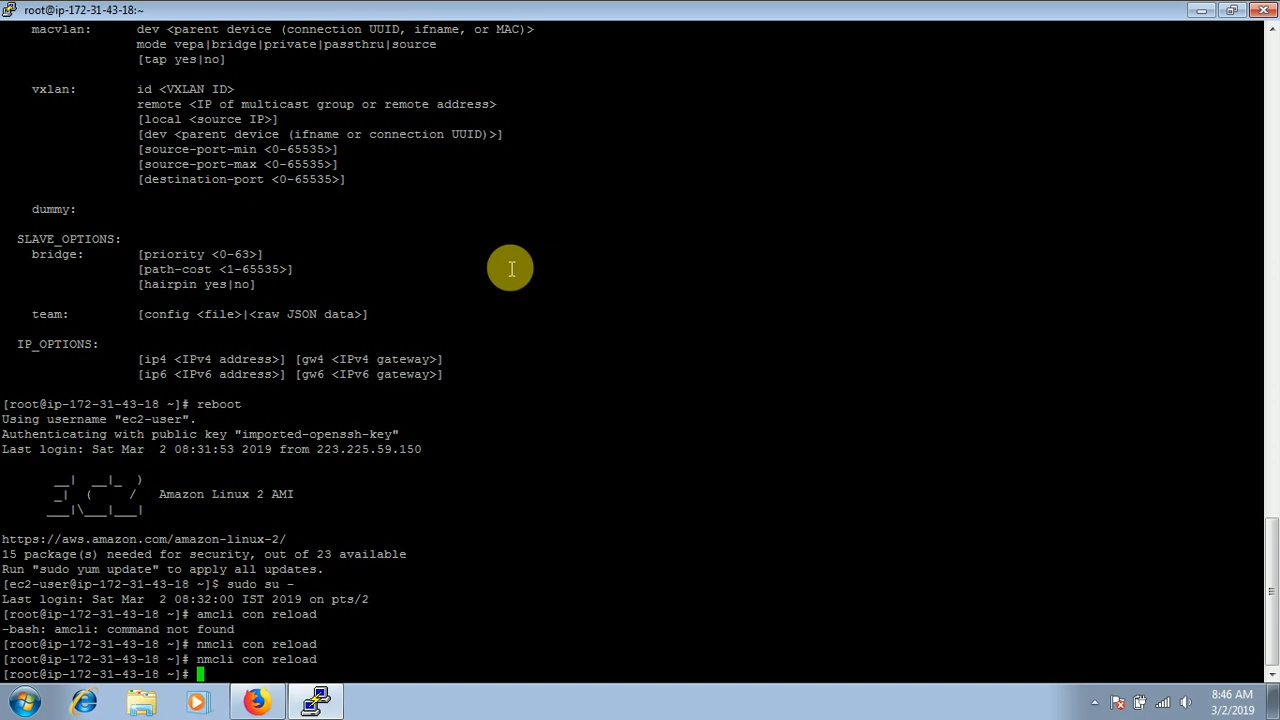 root@ip-172-31-43-18:~
macvlan: dev <parent device (connection UUID, ifname, or MAC)>
mode vepa|bridge|private|passthru|source
[tap yes|no]
vxlan: id <VXLAN ID>
remote <IP of multicast group or remote address>
[local <source IP>]
[dev <parent device (ifname or connection UUID)>]
[source-port-min <0-65535>]
[source-port-max <0-65535>]
[destination-port <0-65535>]
dummy:
SLAVE_OPTIONS:
bridge: [priority <0-63>]
[path-cost <1-65535>]
[hairpin yes|no]
team: [config <file>|<raw JSON data>]
IP_OPTIONS:
[ip4 <IPv4 address>] [gw4 <IPv4 gateway>]
[ip6 <IPv6 address>] [gw6 <IPv6 gateway>]
[root@ip-172-31-43-18 ~]# reboot
Using username "ec2-user".
Authenticating with public key "imported-openssh-key"
Last login: Sat Mar  2 08:31:53 2019 from 223.225.59.150
__|  __|_  )
_|  (     /   Amazon Linux 2 AMI
___|\___|___|
https://aws.amazon.com/amazon-linux-2/
15 package(s) needed for security, out of 23 available
Run "sudo yum update" to apply all updates.
[ec2-user@ip-172-31-43-18 ~]$ sudo su -
Last login: Sat Mar  2 08:32:00 IST 2019 on pts/2
[root@ip-172-31-43-18 ~]# amcli con reload
-bash: amcli: command not found
[root@ip-172-31-43-18 ~]# nmcli con reload
[root@ip-172-31-43-18 ~]# nmcli con reload
[root@ip-172-31-43-18 ~]#
8:46 AM
3/2/2019